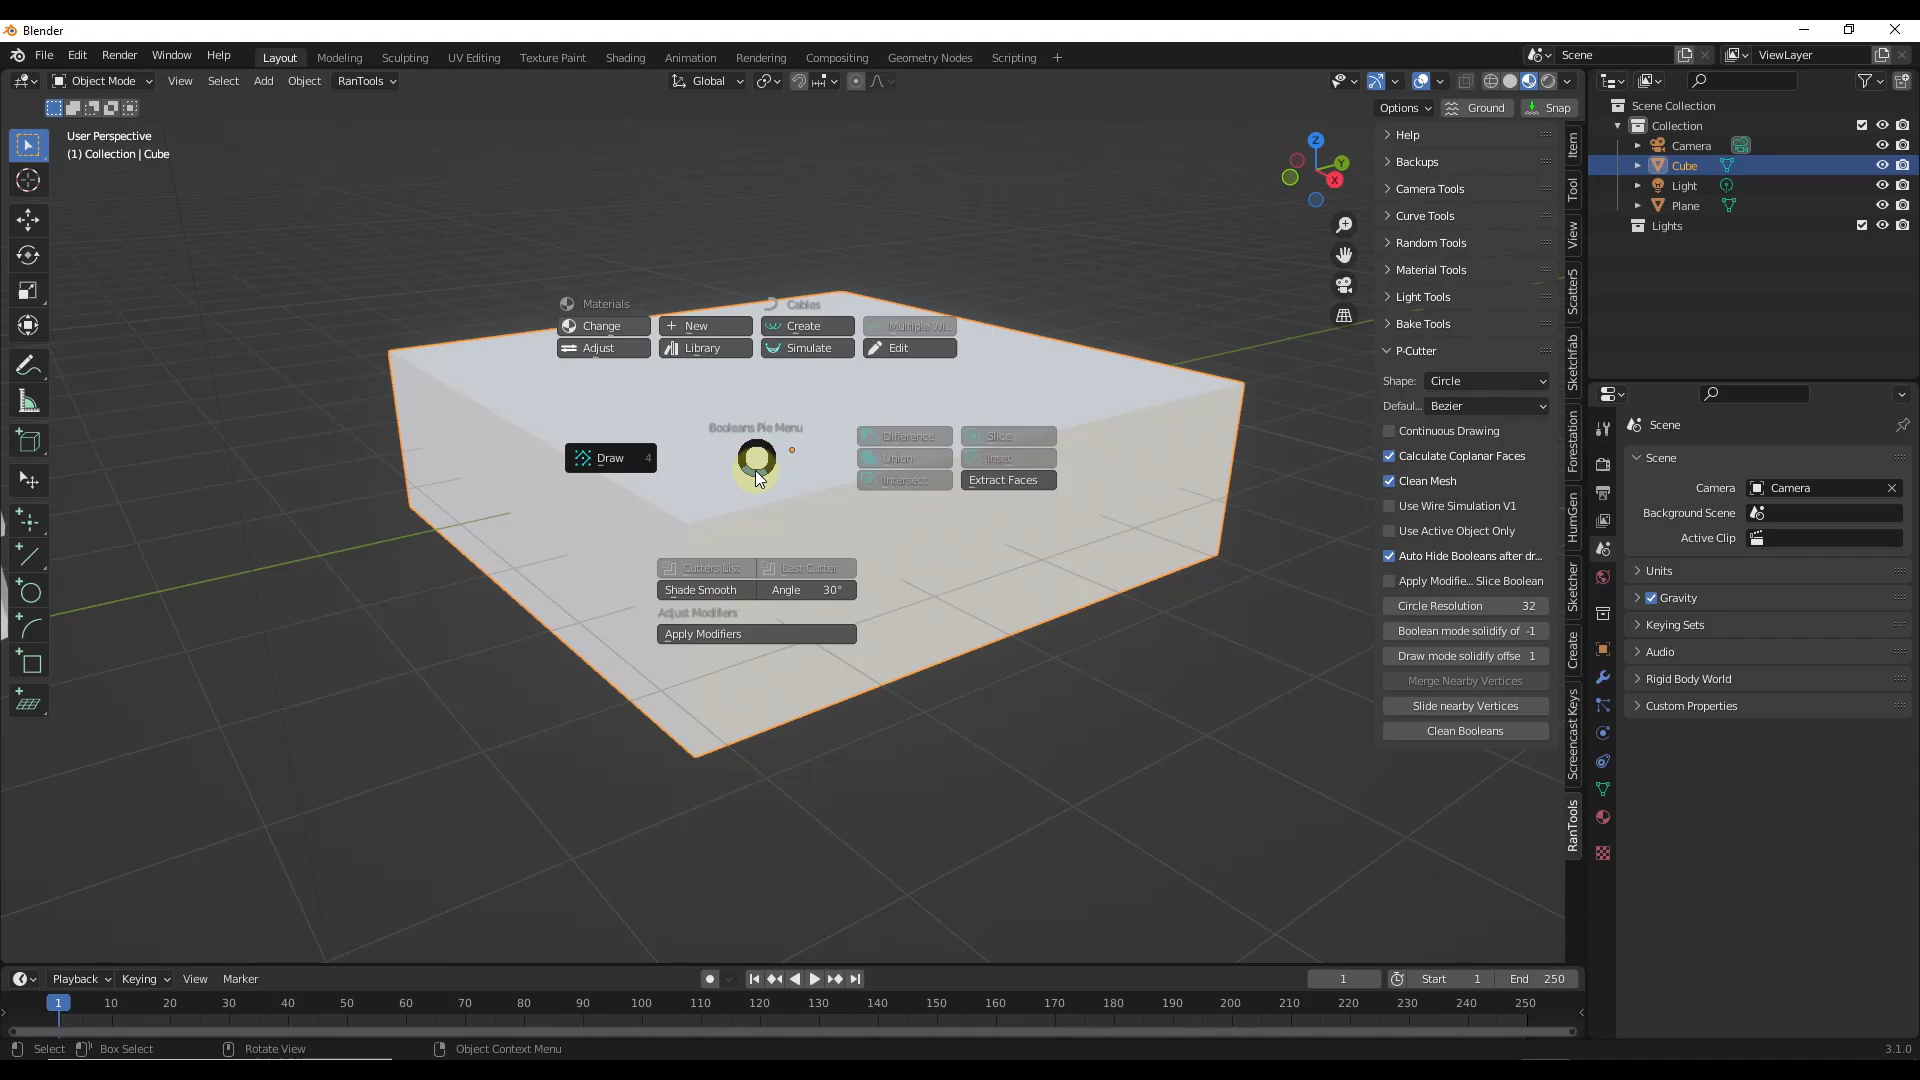 Blender
File Edit Render Window Help Layout Modeling Sculpting UV Editing Texture Paint Shading Animation Rendering Compositing Geometry Nodes Scripting + Scene ViewLayer
Object Mode View Select Add Object RanTools Global
Options Ground Snap
User Perspective
(1) Collection | Cube
Z
Y
X
Materials Cables
Change New Create Multiple Wi...
Adjust Library Simulate Edit
Booleans Pie Menu
Draw 4
Difference Slice
Union Inset
Intersect Extract Faces
Cutters List Last Cutter
Shade Smooth Angle 30°
Adjust Modifiers
Apply Modifiers
Help
Backups
Camera Tools
Curve Tools
Random Tools
Material Tools
Light Tools
Bake Tools
P-Cutter
Shape: Circle
Defaul... Bezier
Continuous Drawing
Calculate Coplanar Faces
Clean Mesh
Use Wire Simulation V1
Use Active Object Only
Auto Hide Booleans after dr...
Apply Modifie... Slice Boolean
Circle Resolution 32
Boolean mode solidify of -1
Draw mode solidify offse 1
Merge Nearby Vertices
Slide nearby Vertices
Clean Booleans
Item
Tool
View
Scatter5
Sketchfab
Forestation
HumGen
Sketcher
Create
Screencast Keys
RanTools
Scene Collection
Collection
Camera
Cube
Light
Plane
Lights
Scene
Scene
Camera Camera
Background Scene
Active Clip
Units
Gravity
Keying Sets
Audio
Rigid Body World
Custom Properties
Playback Keying View Marker 1 Start 1 End 250
1 10 20 30 40 50 60 70 80 90 100 110 120 130 140 150 160 170 180 190 200 210 220 230 240 250
Select Box Select Rotate View Object Context Menu 3.1.0